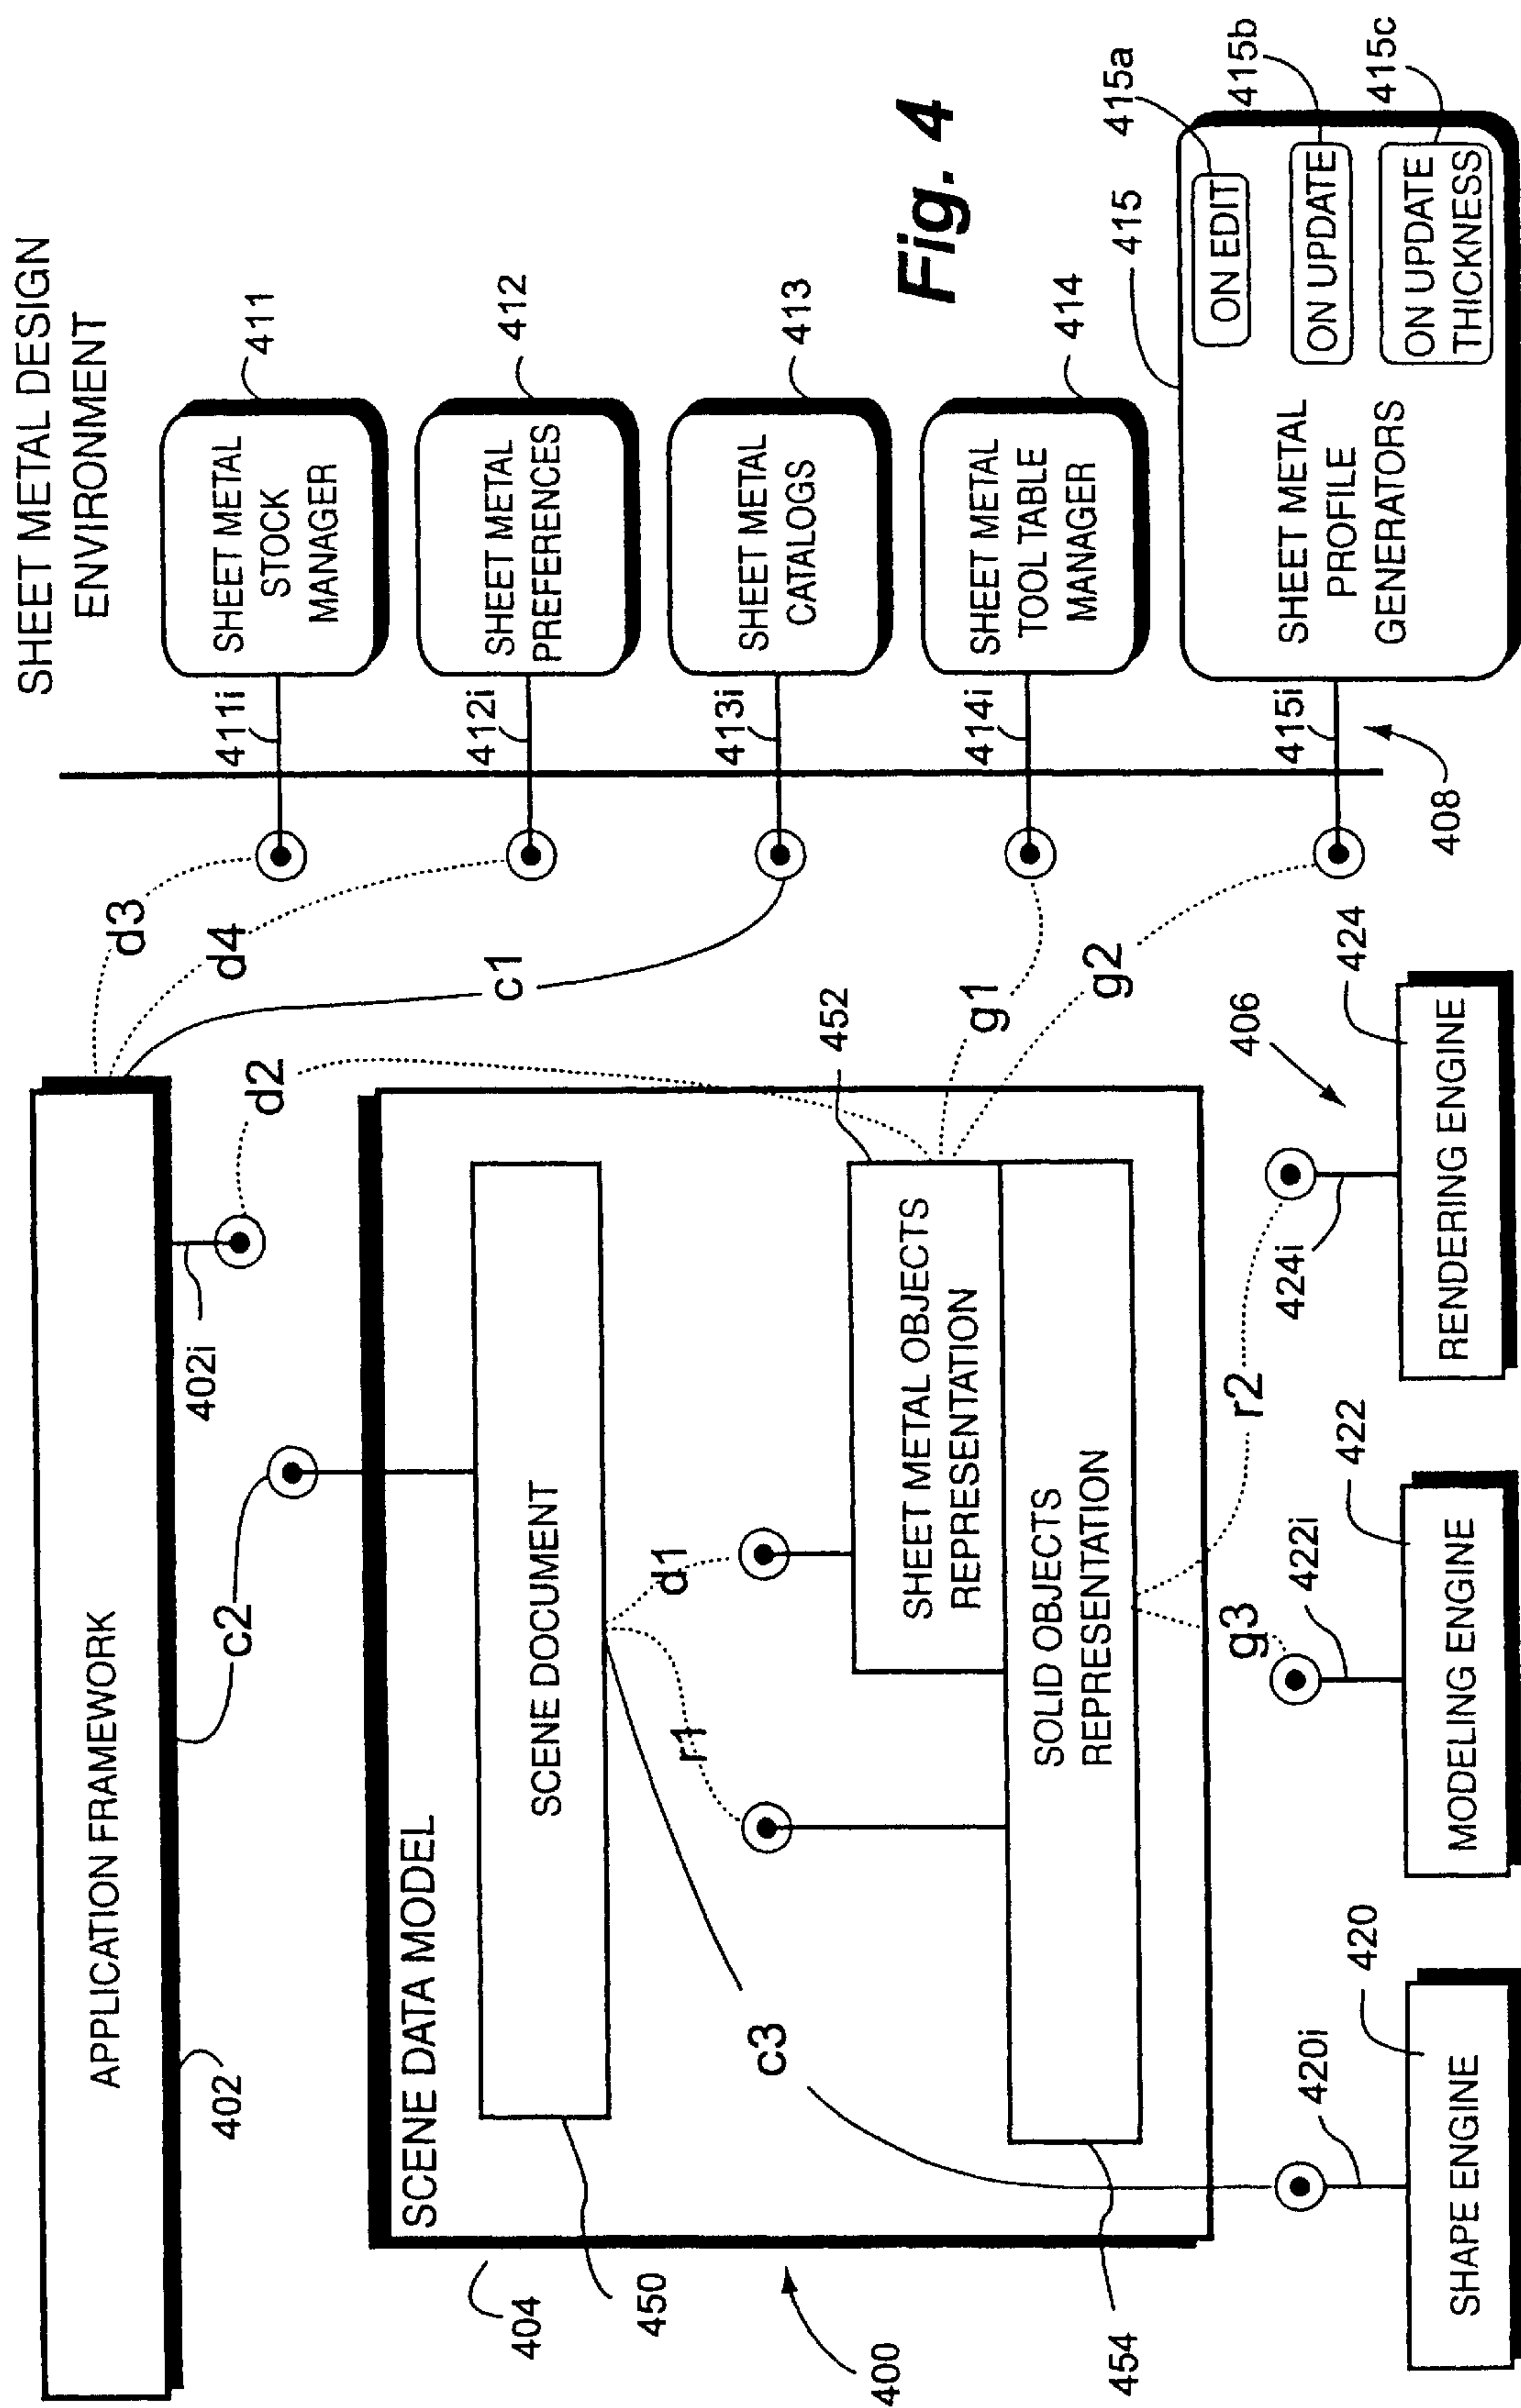 SHEET METAL DESIGN
ENVIRONMENT
APPLICATION FRAMEWORK
402
402i
c2
d2
d3
d4
c1
SCENE DATA MODEL
404
SCENE DOCUMENT
450
r1
d1
c3
452
SHEET METAL OBJECTS
REPRESENTATION
SOLID OBJECTS
REPRESENTATION
454
400
g1
g2
g3
r2
406
408
411i
SHEET METAL
STOCK
MANAGER
411
412i
SHEET METAL
PREFERENCES
412
413i
SHEET METAL
CATALOGS
413
414i
SHEET METAL
TOOL TABLE
MANAGER
414
Fig. 4
415i
SHEET METAL
PROFILE
GENERATORS
415
ON EDIT
415a
ON UPDATE
415b
ON UPDATE
THICKNESS
415c
420i
420
SHAPE ENGINE
422i
422
MODELING ENGINE
424i
424
RENDERING ENGINE